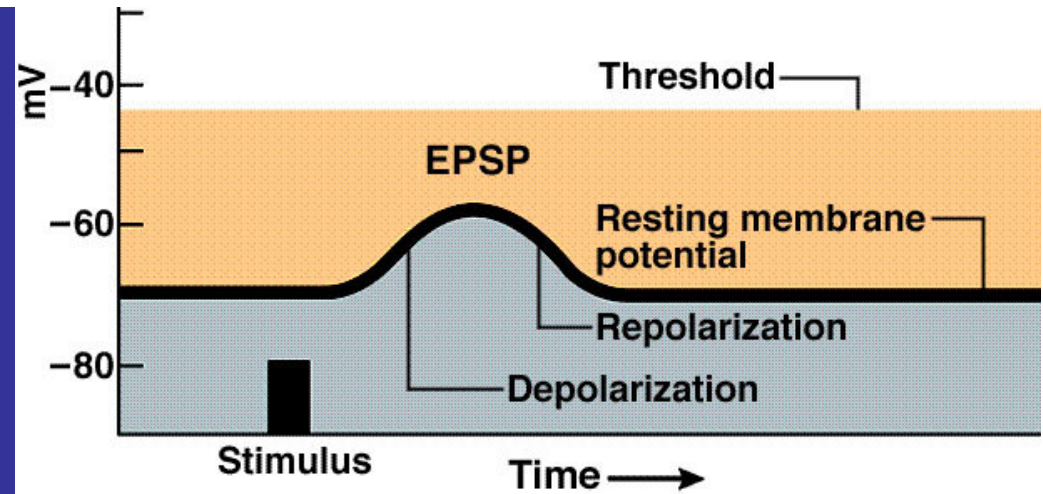 mV
−40
Threshold
EPSP
−60
Resting membrane
potential
Repolarization
−80
Depolarization
Stimulus
Time